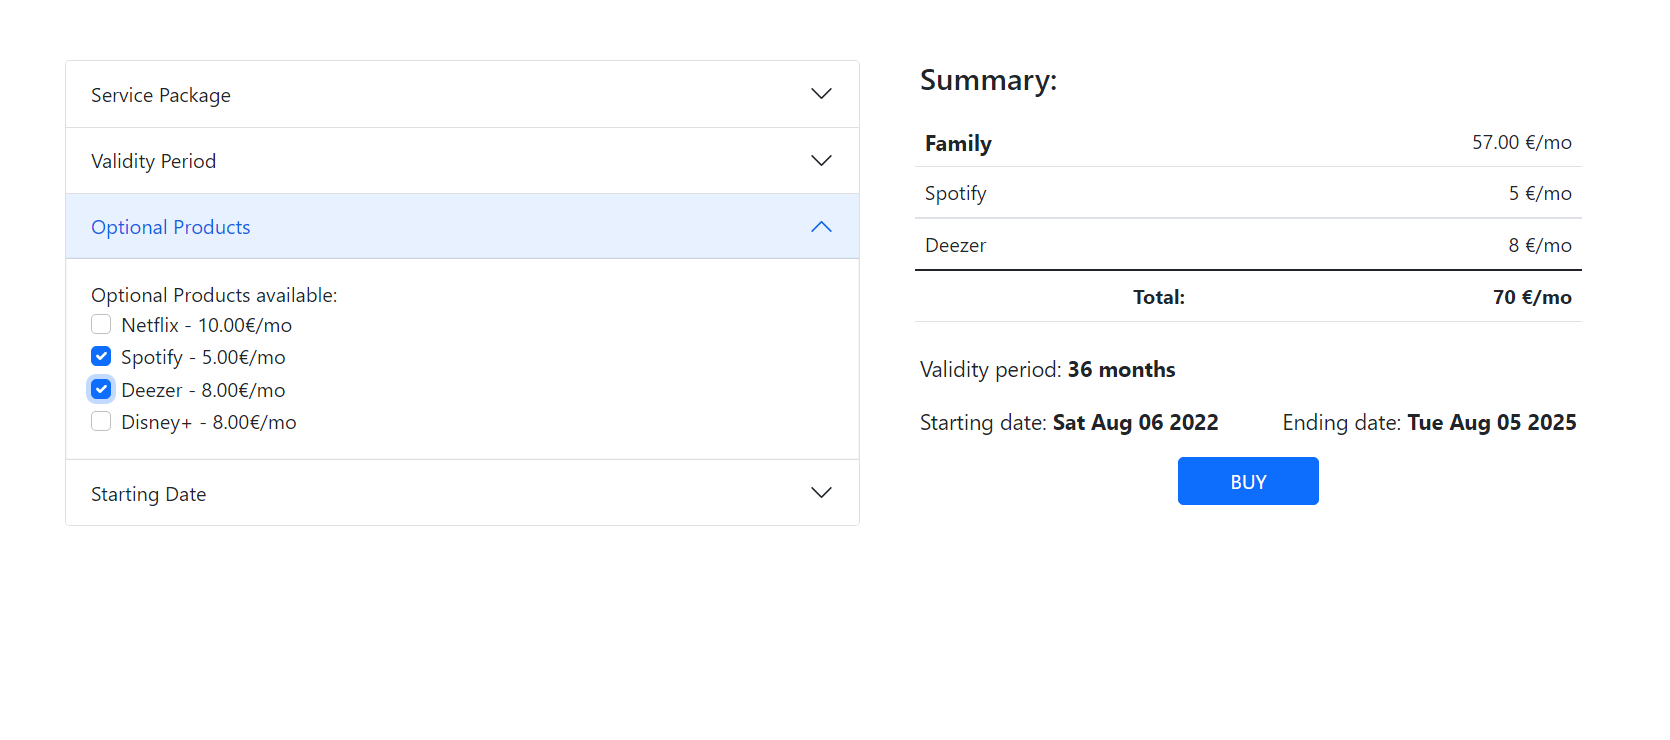 Service Package
Validity Period
Optional Products
Optional Products available:
Netflix - 10.00€/mo
Spotify - 5.00€/mo
Deezer - 8.00€/mo
Disney+ - 8.00€/mo
Starting Date
Summary:
Family 57.00 €/mo
Spotify 5 €/mo
Deezer 8 €/mo
Total: 70 €/mo
Validity period: 36 months
Starting date: Sat Aug 06 2022 Ending date: Tue Aug 05 2025
BUY